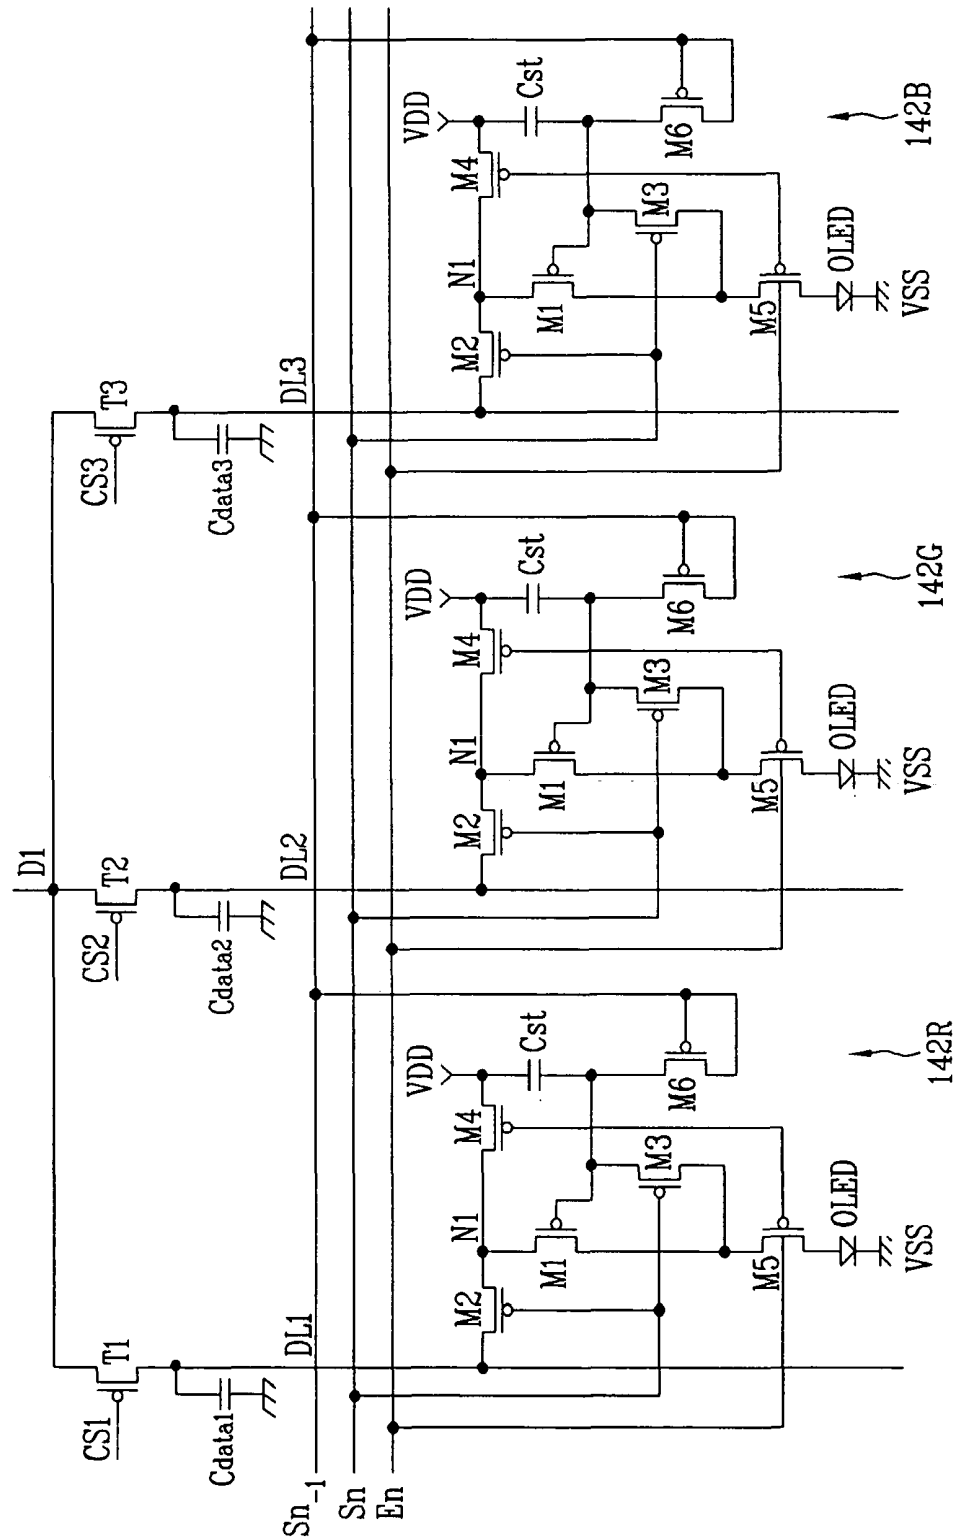 D1
CS1
T1
CS2
T2
CS3
T3
Cdata1
Cdata2
Cdata3
DL1
DL2
DL3
Sn-1
Sn
En
VDD
M2
N1
M4
Cst
M1
M3
M6
M5
OLED
VSS
142R
VDD
M2
N1
M4
Cst
M1
M3
M6
M5
OLED
VSS
142G
VDD
M2
N1
M4
Cst
M1
M3
M6
M5
OLED
VSS
142B